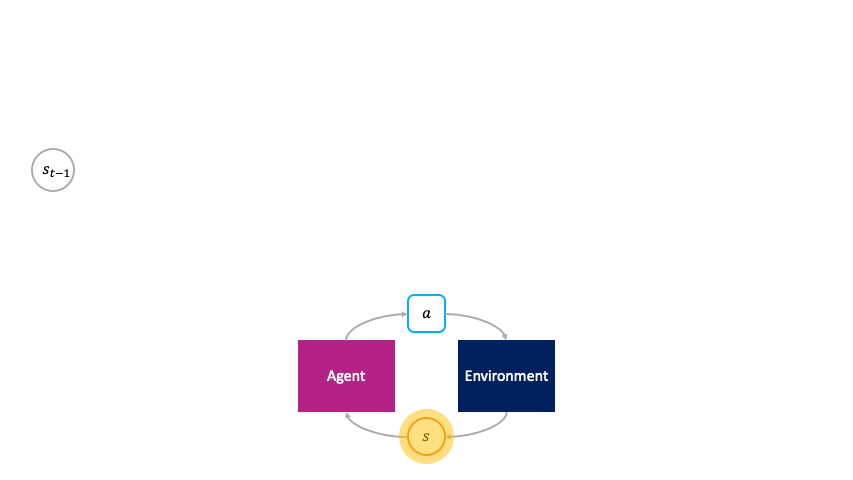 s_{t−1}
a
Agent
Environment
s